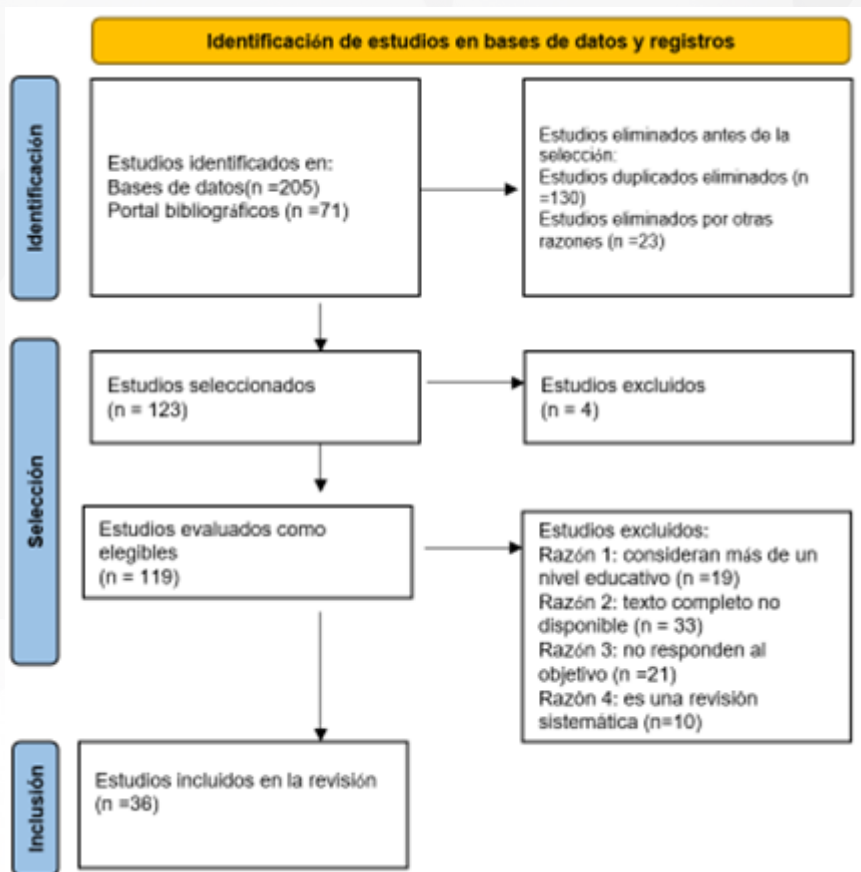 Identificación de estudios en bases de datos y registros
Identificación
Estudios identificados en:
Bases de datos(n =205)
Portal bibliográficos (n =71)
Estudios eliminados antes de la
selección:
Estudios duplicados eliminados (n
=130)
Estudios eliminados por otras
razones (n =23)
Selección
Estudios seleccionados
(n = 123)
Estudios excluidos
(n = 4)
Estudios evaluados como
elegibles
(n = 119)
Estudios excluidos:
Razón 1: consideran más de un
nivel educativo (n =19)
Razón 2: texto completo no
disponible (n = 33)
Razón 3: no responden al
objetivo (n =21)
Razón 4: es una revisión
sistemática (n=10)
Inclusión
Estudios incluidos en la revisión
(n =36)